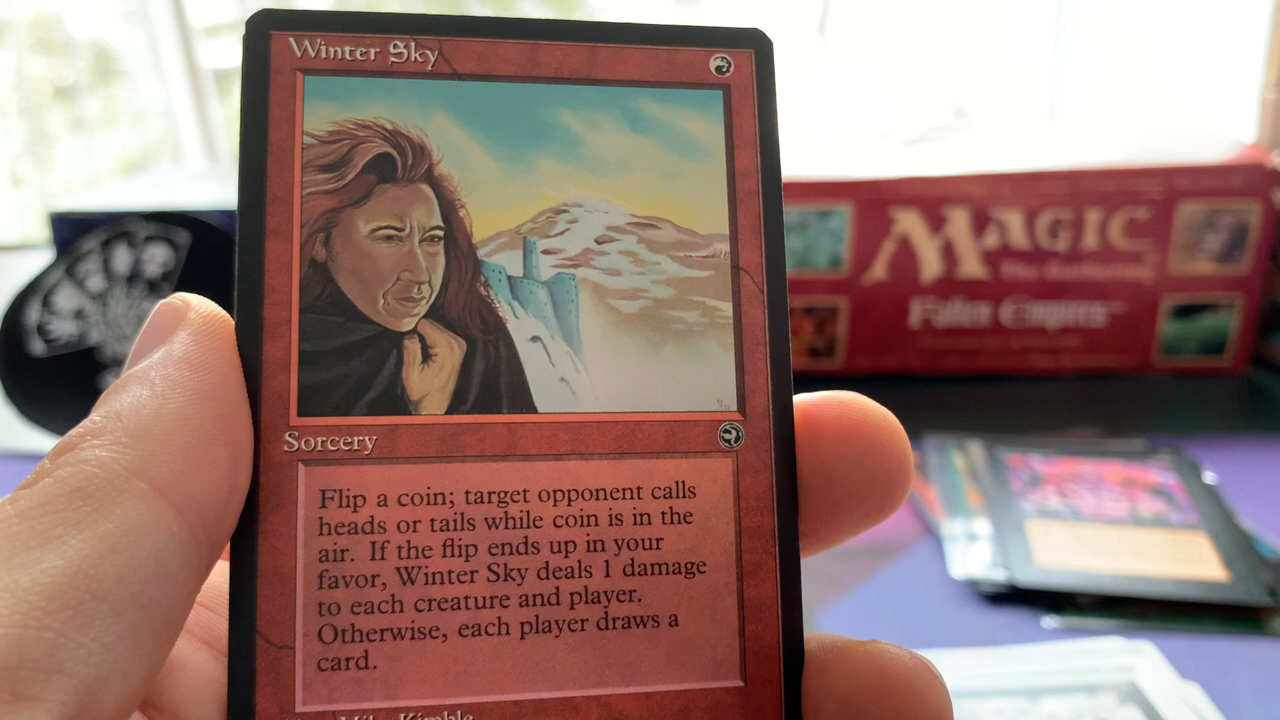 Winter Sky
Sorcery
Flip a coin; target opponent calls
heads or tails while coin is in the
air. If the flip ends up in your
favor, Winter Sky deals 1 damage
to each creature and player.
Otherwise, each player draws a
card.
Kimble
MAGIC
The Gathering
Fallen Empires™